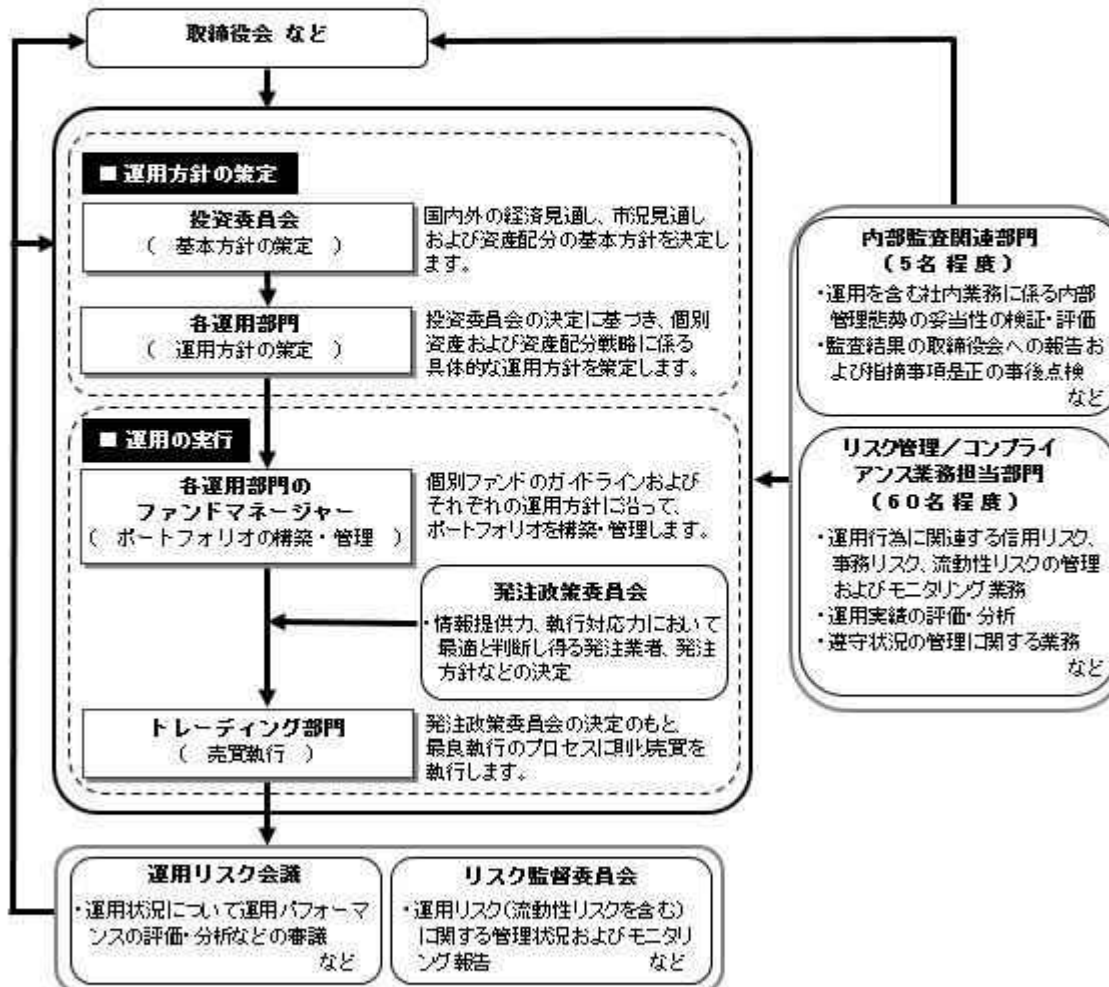 取締役会 など
■ 運用方針の策定
投資委員会
( 基本方針の策定 )
国内外の経済見通し、市況見通し
および資産配分の基本方針を決定し
ます。
各運用部門
( 運用方針の策定 )
投資委員会の決定に基づき、個別
資産および資産配分戦略に係る
具体的な運用方針を策定します。
■ 運用の実行
各運用部門の
ファンドマネージャー
( ポートフォリオの構築・管理 )
個別ファンドのガイドラインおよび
それぞれの運用方針に沿って、
ポートフォリオを構築・管理します。
発注政策委員会
・情報提供力、執行対応力において
最適と判断し得る発注業者、発注
方針などの決定
トレーディング部門
( 売買執行 )
発注政策委員会の決定のもと、
最良執行のプロセスに則り売買を
執行します。
内部監査関連部門
(5名程度)
・運用を含む社内業務に係る内部
管理態勢の妥当性の検証・評価
・監査結果の取締役会への報告お
よび指摘事項是正の事後点検
など
リスク管理/コンプライ
アンス業務担当部門
(60名程度)
・運用行為に関連する信用リスク、
事務リスク、流動性リスクの管理
およびモニタリング業務
・運用実績の評価・分析
・遵守状況の管理に関する業務
など
運用リスク会議
・運用状況について運用パフォーマ
ンスの評価・分析などの審議
など
リスク監督委員会
・運用リスク(流動性リスクを含む)
に関する管理状況およびモニタリ
ング報告 など